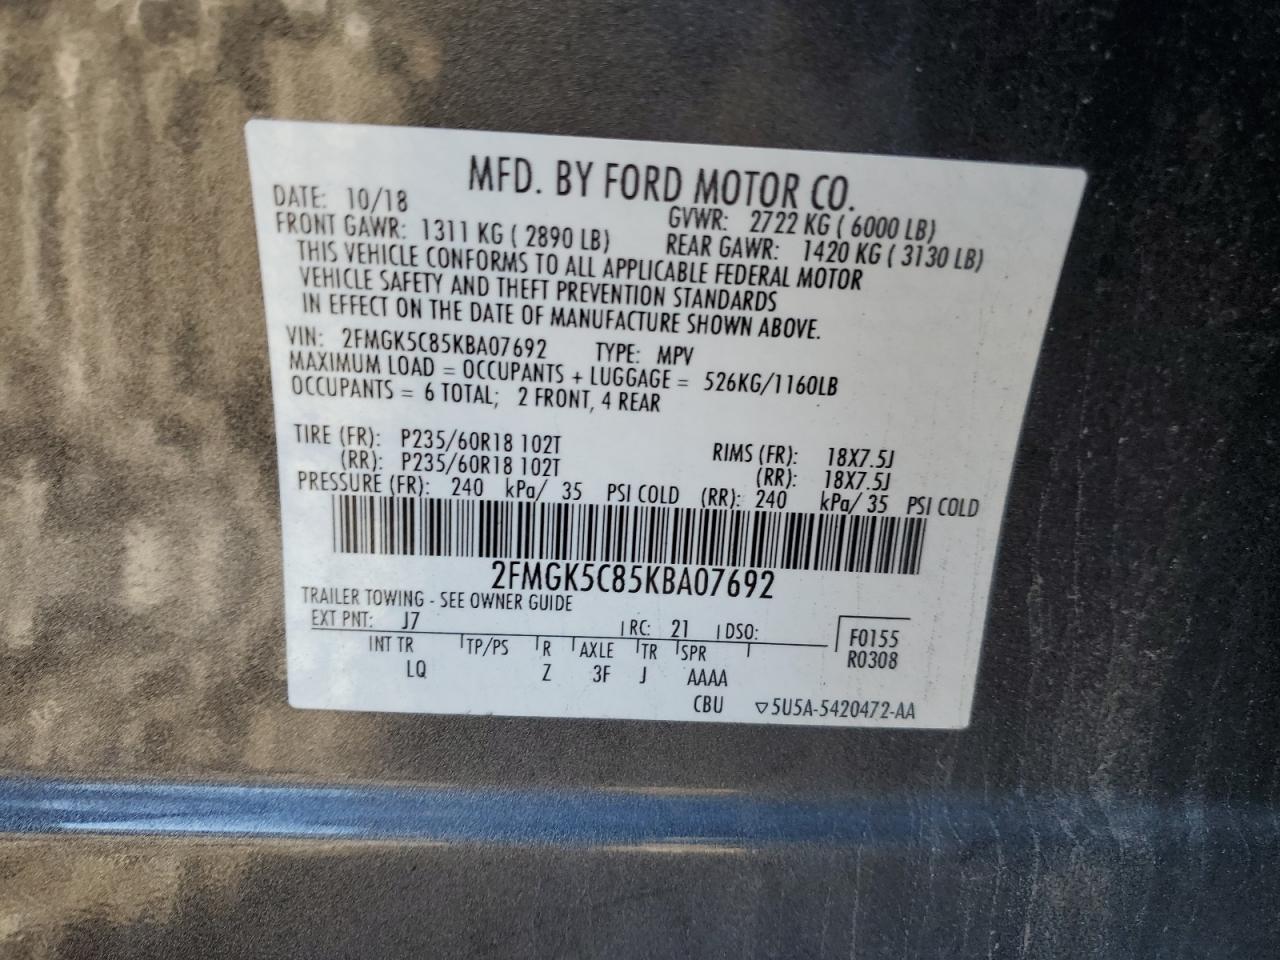 MFD. BY FORD MOTOR CO.
DATE: 10/18 GVWR: 2722 KG ( 6000 LB)
FRONT GAWR: 1311 KG ( 2890 LB) REAR GAWR: 1420 KG ( 3130 LB)
THIS VEHICLE CONFORMS TO ALL APPLICABLE FEDERAL MOTOR
VEHICLE SAFETY AND THEFT PREVENTION STANDARDS
IN EFFECT ON THE DATE OF MANUFACTURE SHOWN ABOVE.
VIN: 2FMGK5C85KBA07692 TYPE: MPV
MAXIMUM LOAD = OCCUPANTS + LUGGAGE = 526KG/1160LB
OCCUPANTS = 6 TOTAL; 2 FRONT, 4 REAR
TIRE (FR): P235/60R18 102T RIMS (FR): 18X7.5J
(RR): P235/60R18 102T (RR): 18X7.5J
PRESSURE (FR): 240 kPa/ 35 PSI COLD (RR): 240 kPa/ 35 PSI COLD
2FMGK5C85KBA07692
TRAILER TOWING - SEE OWNER GUIDE
EXT PNT: J7 RC: 21 DSO: F0155
R0308
INT TR TP/PS R AXLE TR SPR
LQ Z 3F J AAAA
CBU ▽5U5A-5420472-AA